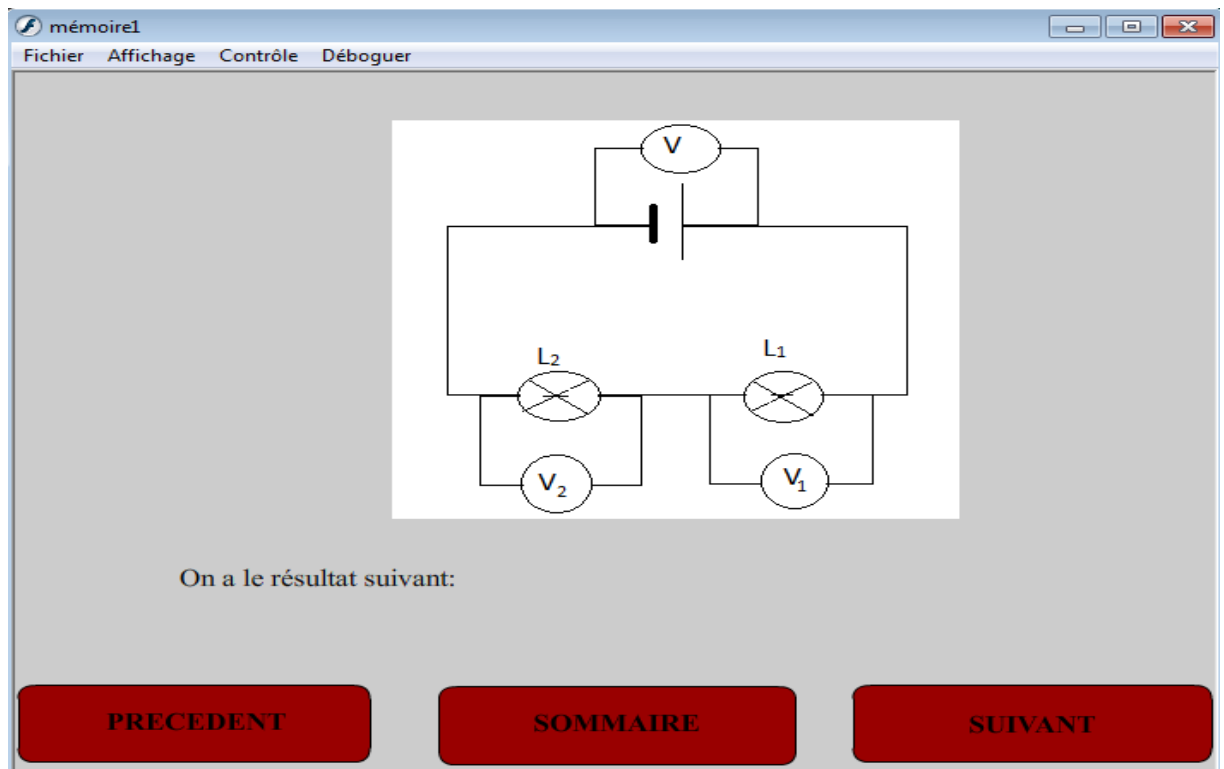 mémoire1
Fichier Affichage Contrôle Déboguer
V
L2
L1
V2
V1
On a le résultat suivant:
PRECEDENT SOMMAIRE SUIVANT